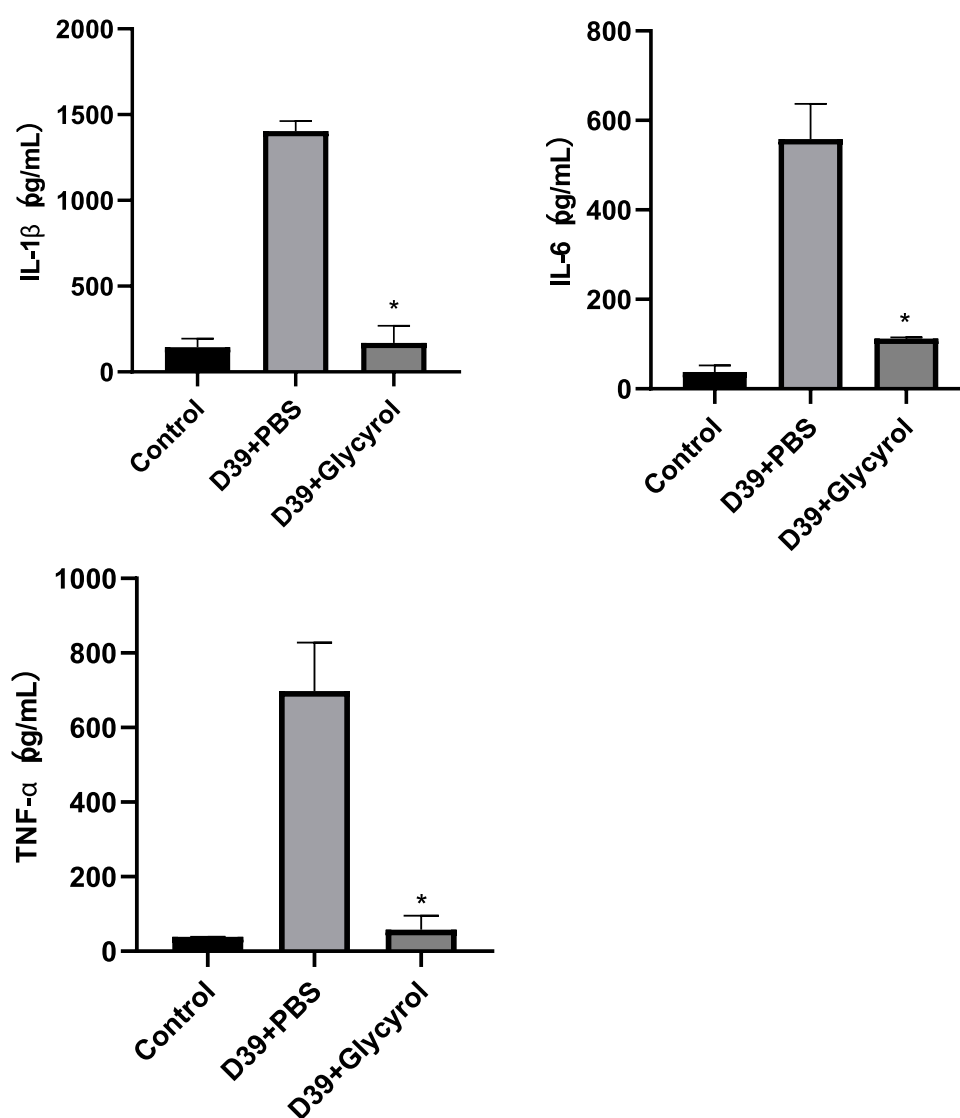 2000
1500
1000
500
0
IL-1β (pg/mL)
*
Control
D39+PBS
D39+Glycyrol
800
600
400
200
0
IL-6 (pg/mL)
*
Control
D39+PBS
D39+Glycyrol
1000
800
600
400
200
0
TNF-α (pg/mL)
*
Control
D39+PBS
D39+Glycyrol